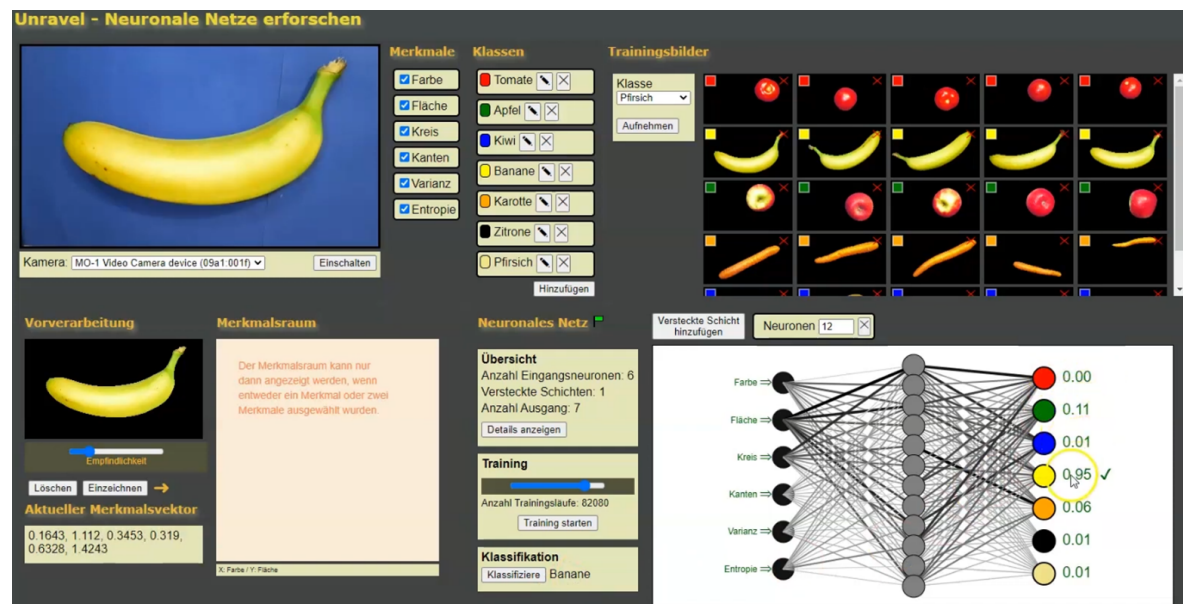 Unravel - Neuronale Netze erforschen
Merkmale
Farbe
Fläche
Kreis
Kanten
Varianz
Entropie
Klassen
Tomate
Apfel
Kiwi
Banane
Karotte
Zitrone
Pfirsich
Hinzufügen
Trainingsbilder
Klasse
Pfirsich
Aufnehmen
Kamera: MO-1 Video Camera device (09a1:001f) Einschalten
Vorverarbeitung
Empfindlichkeit
Löschen Einzeichnen
Aktueller Merkmalsvektor
0.1643, 1.112, 0.3453, 0.319,
0.6328, 1.4243
Merkmalsraum
Der Merkmalsraum kann nur
dann angezeigt werden, wenn
entweder ein Merkmal oder zwei
Merkmale ausgewählt wurden.
X: Farbe / Y: Fläche
Neuronales Netz
Übersicht
Anzahl Eingangsneuronen: 6
Versteckte Schichten: 1
Anzahl Ausgang: 7
Details anzeigen
Training
Anzahl Trainingsläufe: 82080
Training starten
Klassifikation
Klassifiziere Banane
Versteckte Schicht
hinzufügen
Neuronen 12
Farbe
Fläche
Kreis
Kanten
Varianz
Entropie
0.00
0.11
0.01
0.95
0.06
0.01
0.01